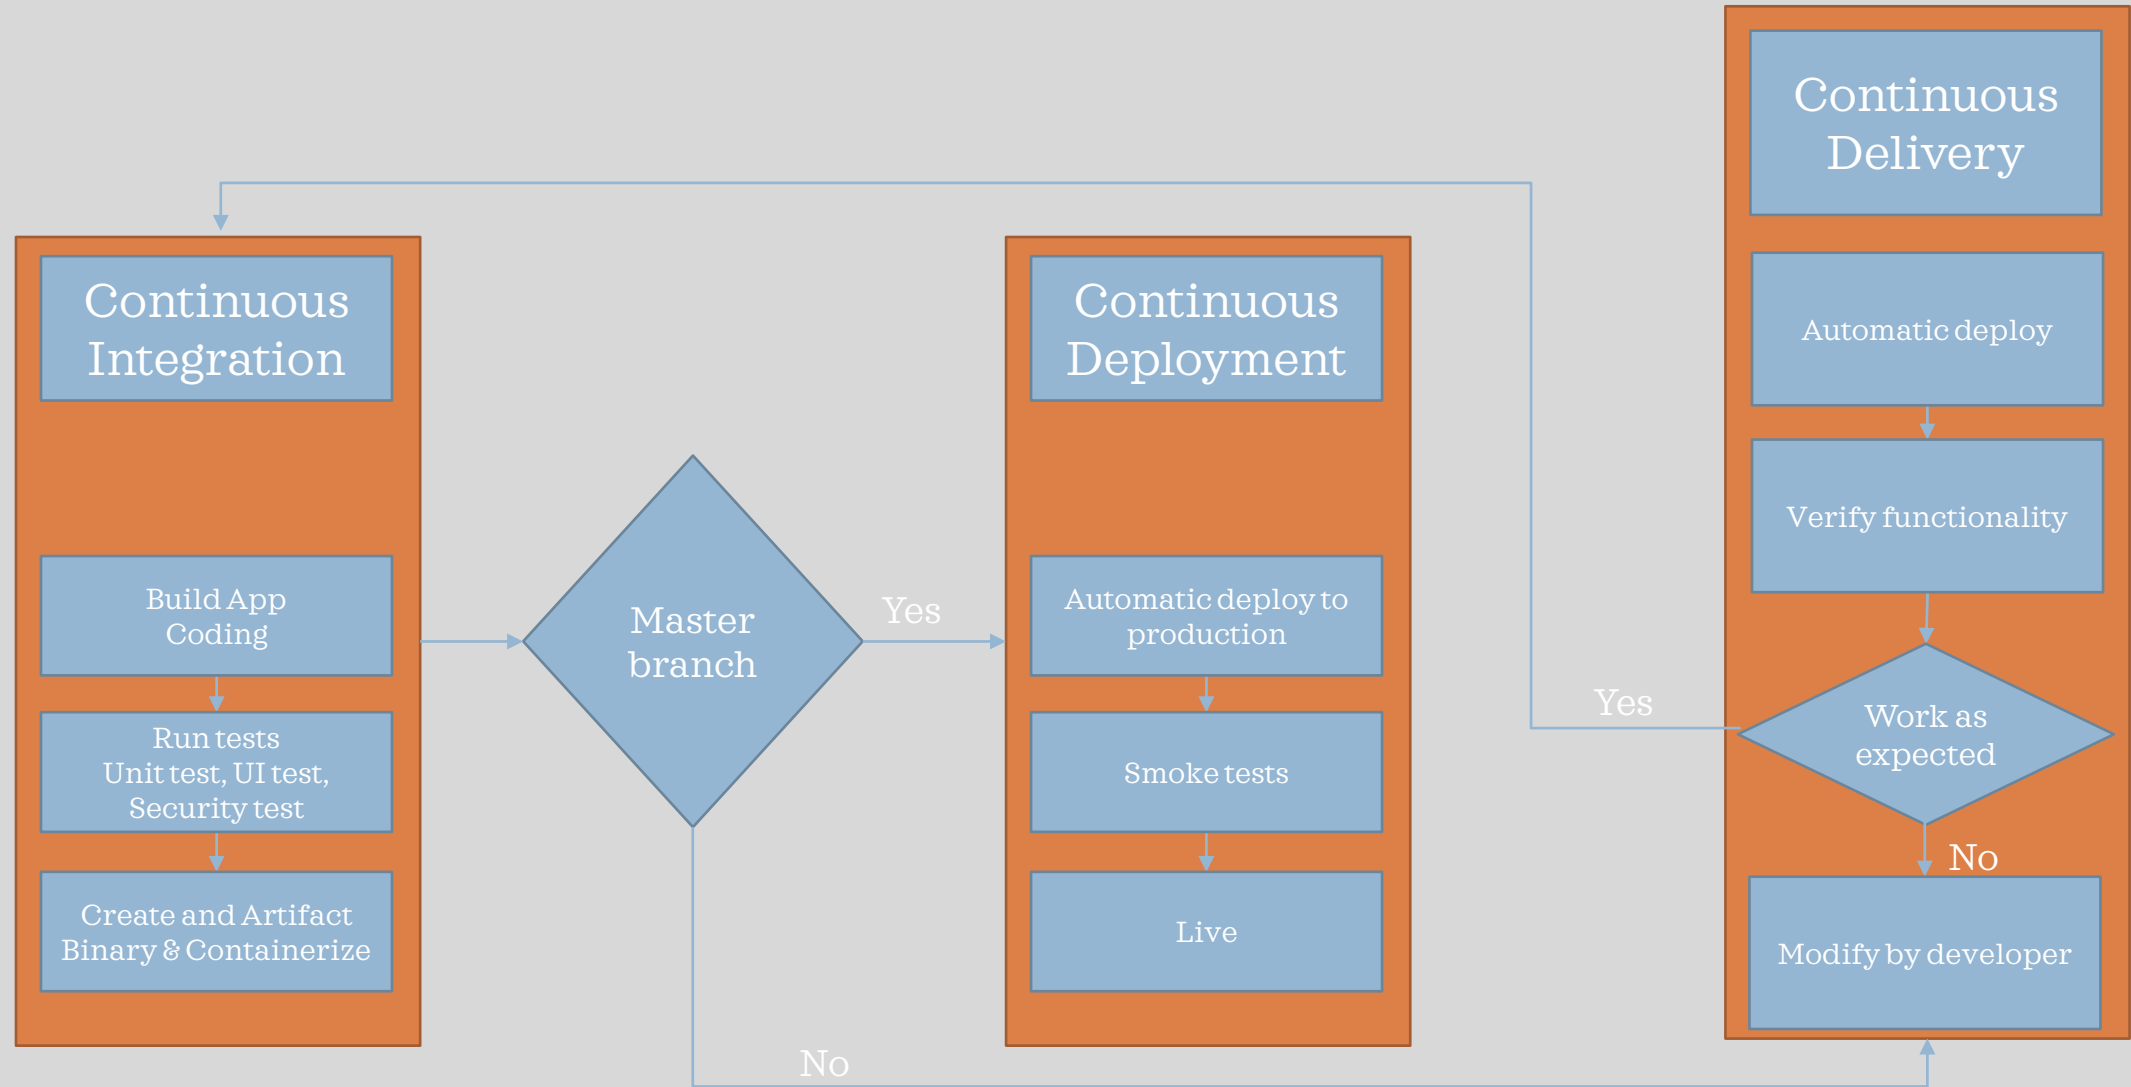 Continuous
Integration
Build App
Coding
Run tests
Unit test, UI test,
Security test
Create and Artifact
Binary & Containerize
Master
branch
Yes
No
Continuous
Deployment
Automatic deploy to
production
Smoke tests
Live
Continuous
Delivery
Automatic deploy
Verify functionality
Work as
expected
Yes
No
Modify by developer